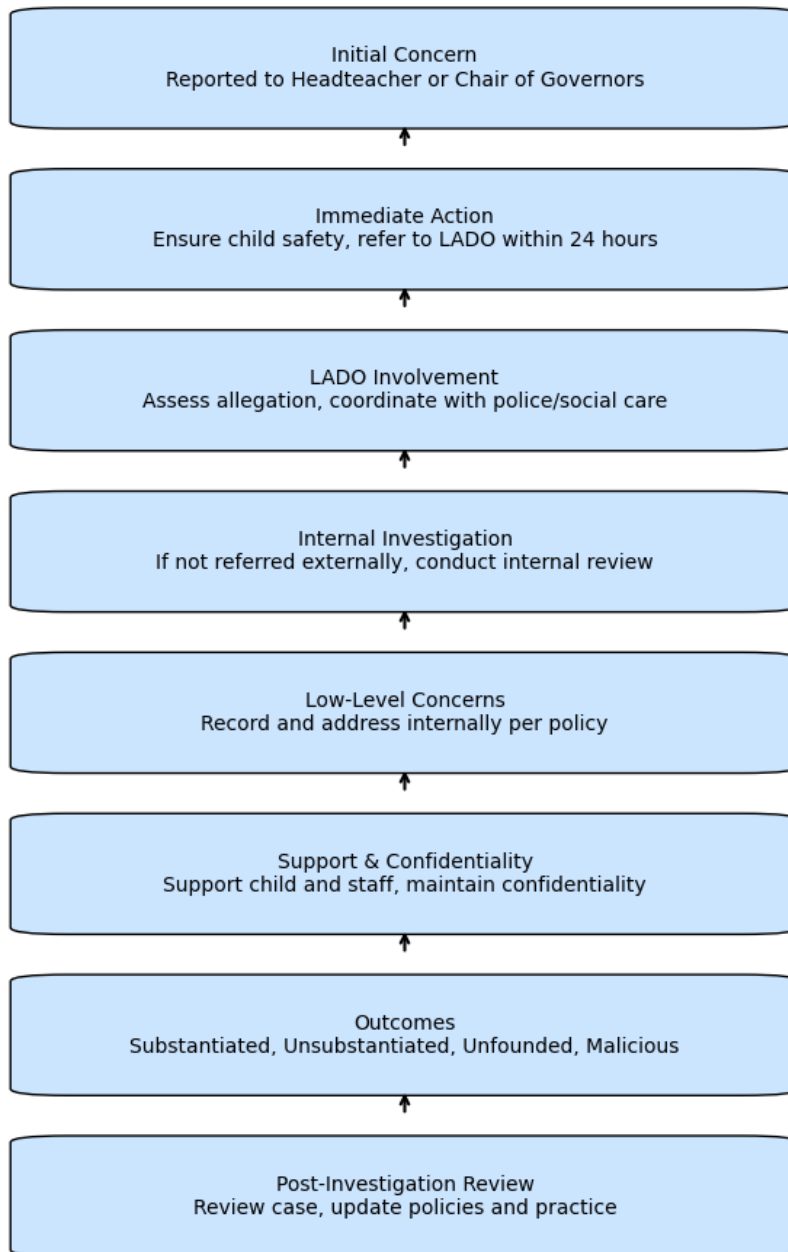 Initial Concern
Reported to Headteacher or Chair of Governors
Immediate Action
Ensure child safety, refer to LADO within 24 hours
LADO Involvement
Assess allegation, coordinate with police/social care
Internal Investigation
If not referred externally, conduct internal review
Low-Level Concerns
Record and address internally per policy
Support & Confidentiality
Support child and staff, maintain confidentiality
Outcomes
Substantiated, Unsubstantiated, Unfounded, Malicious
Post-Investigation Review
Review case, update policies and practice